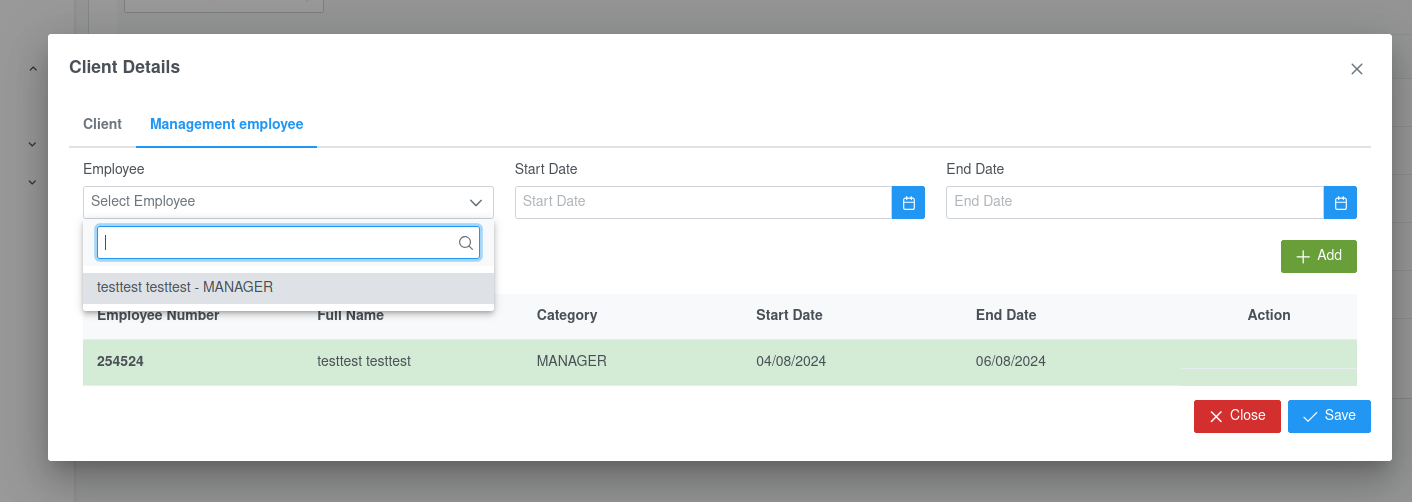 Client Details
Client Management employee
Employee Start Date End Date
Select Employee Start Date End Date
testtest testtest - MANAGER
Add
Employee Number Full Name Category Start Date End Date Action
254524 testtest testtest MANAGER 04/08/2024 06/08/2024
Close Save